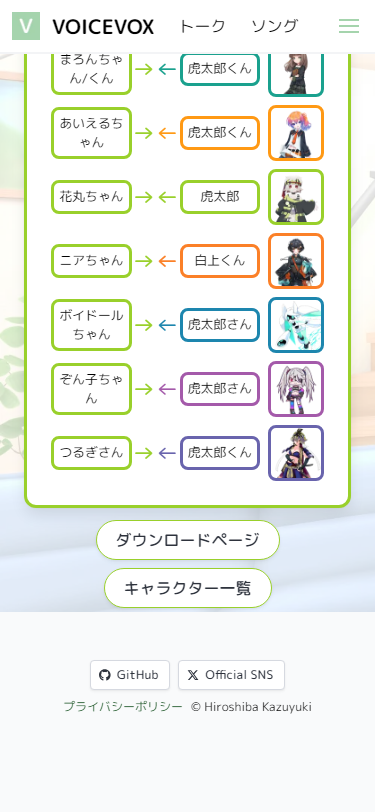 V VOICEVOX トーク ソング
まろんちゃ
ん/くん
虎太郎くん
あいえるち
ゃん
虎太郎くん
花丸ちゃん
虎太郎
ニアちゃん
白上くん
ボイドール
ちゃん
虎太郎さん
ぞん子ちゃ
ん
虎太郎さん
つるぎさん
虎太郎くん
ダウンロードページ
キャラクター一覧
GitHub
Official SNS
プライバシーポリシー © Hiroshiba Kazuyuki